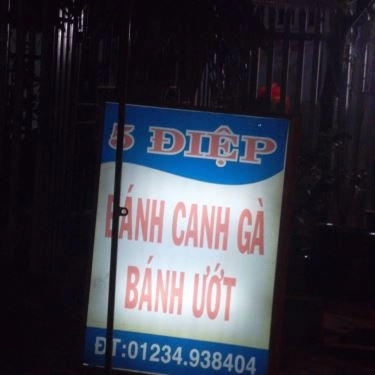 5 ĐIỆP
BÁNH CANH GÀ
BÁNH ƯỚT
ĐT:01234.938404